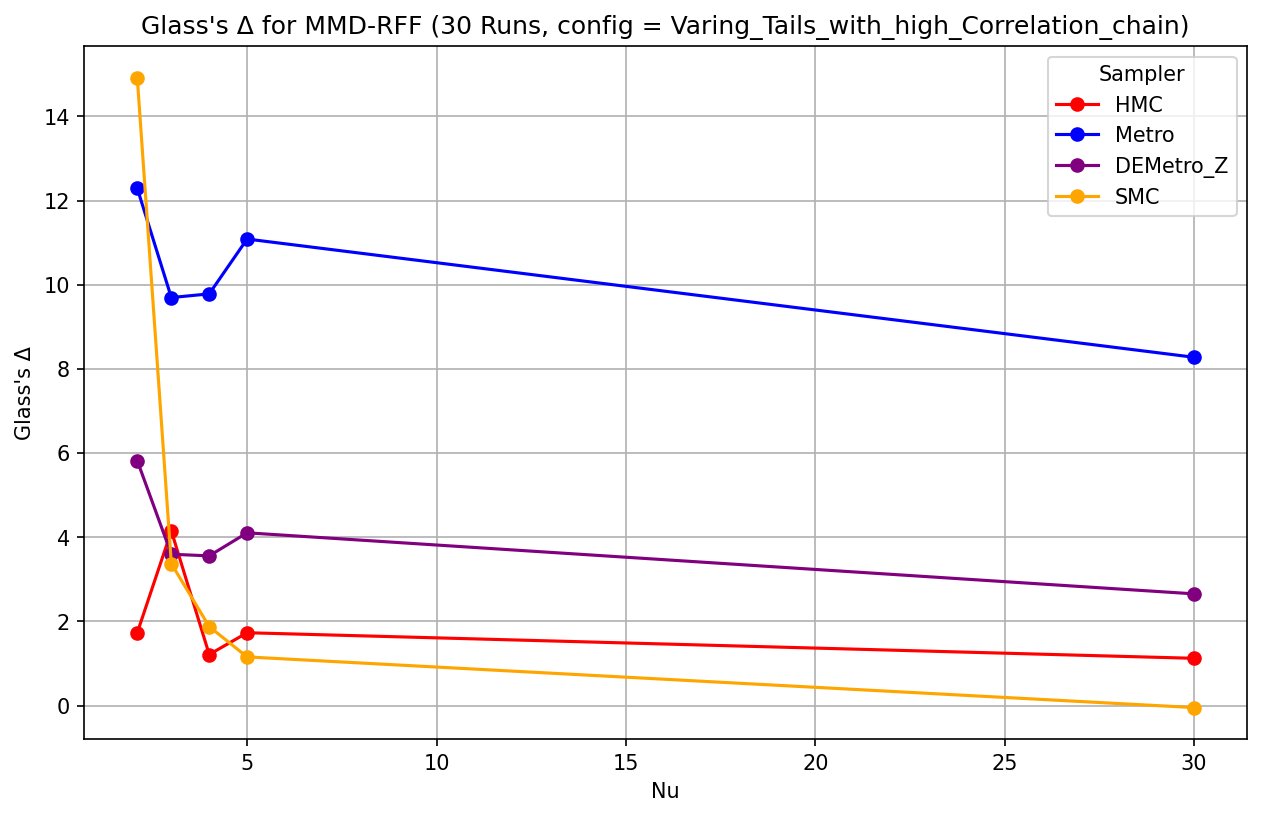 Glass's Δ for MMD-RFF (30 Runs, config = Varing_Tails_with_high_Correlation_chain)
Sampler
HMC
Metro
DEMetro_Z
SMC
Glass's Δ
14
12
10
8
6
4
2
0
5
10
15
20
25
30
Nu